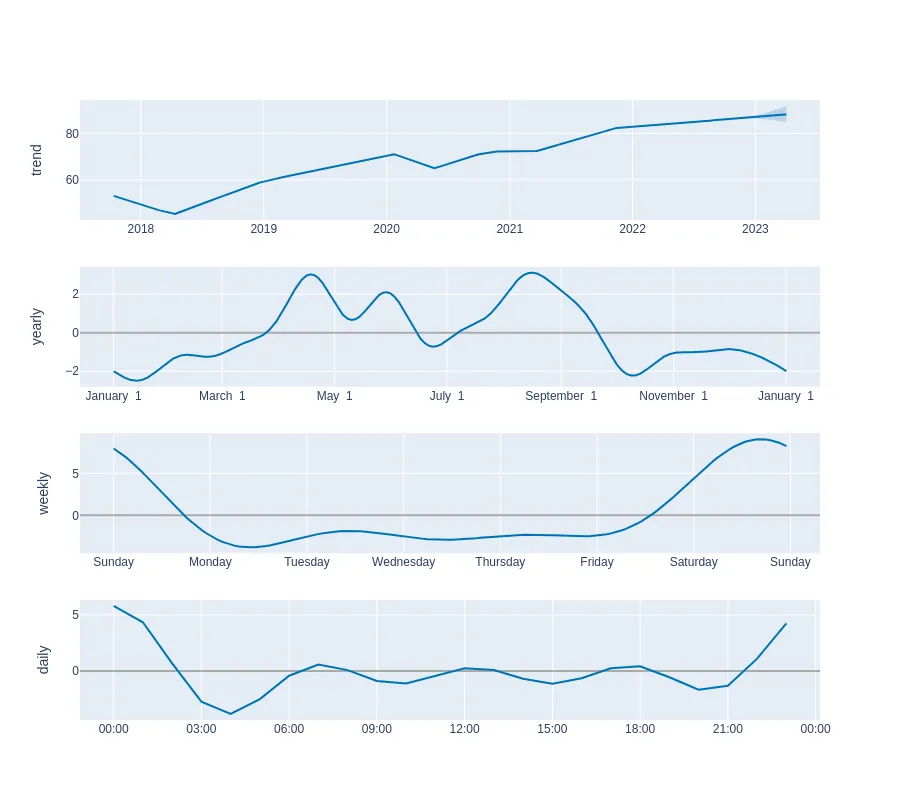 trend
80
60
2018 2019 2020 2021 2022 2023
yearly
2
0
−2
January 1 March 1 May 1 July 1 September 1 November 1 January 1
weekly
5
0
Sunday Monday Tuesday Wednesday Thursday Friday Saturday Sunday
daily
5
0
00:00 03:00 06:00 09:00 12:00 15:00 18:00 21:00 00:00